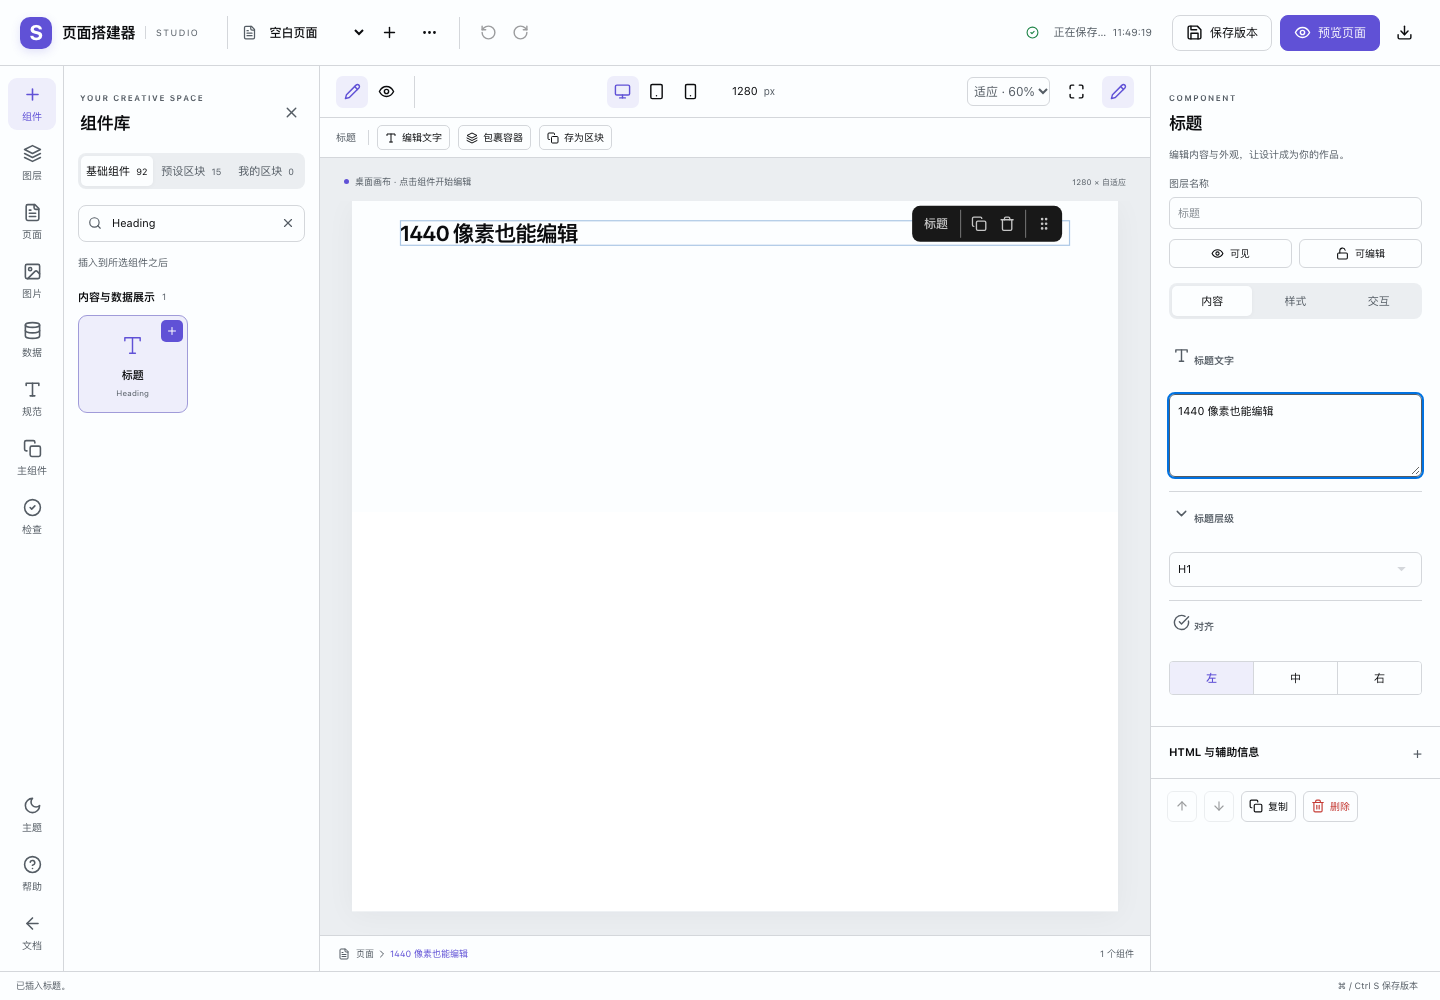 S 页面搭建器 STUDIO 空白页面 正在保存... 11:49:19 保存版本 预览页面
组件
图层
页面
图片
数据
规范
主组件
检查
主题
帮助
文档
YOUR CREATIVE SPACE
组件库
基础组件 92 预设区块 15 我的区块 0
Heading
插入到所选组件之后
内容与数据展示 1
标题
Heading
1280 px 适应 · 60%
标题 编辑文字 包裹容器 存为区块
桌面画布 · 点击组件开始编辑 1280 × 自适应
1440 像素也能编辑 标题
页面 1440 像素也能编辑 1 个组件
COMPONENT
标题
编辑内容与外观，让设计成为你的作品。
图层名称
标题
可见 可编辑
内容 样式 交互
标题文字
1440 像素也能编辑
标题层级
H1
对齐
左 中 右
HTML 与辅助信息 +
复制 删除
已插入标题。 ⌘ / Ctrl S 保存版本